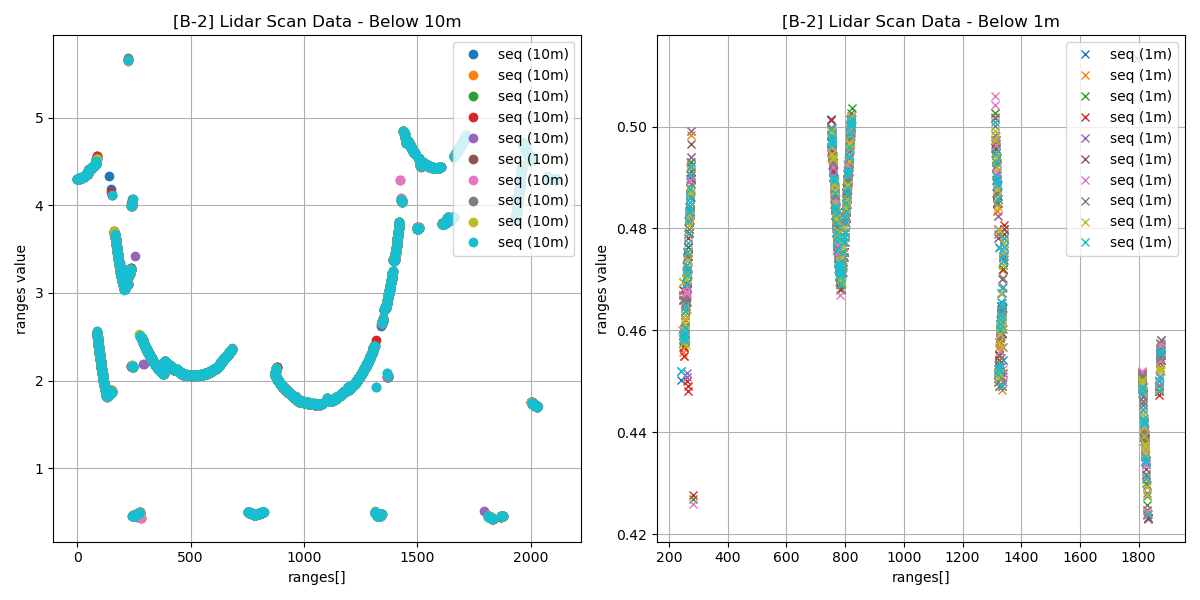 [B-2] Lidar Scan Data - Below 10m
ranges value
5
4
3
2
1
0
500
1000
1500
2000
ranges[]
seq (10m)
seq (10m)
seq (10m)
seq (10m)
seq (10m)
seq (10m)
seq (10m)
seq (10m)
seq (10m)
seq (10m)
[B-2] Lidar Scan Data - Below 1m
ranges value
0.50
0.48
0.46
0.44
0.42
200
400
600
800
1000
1200
1400
1600
1800
ranges[]
seq (1m)
seq (1m)
seq (1m)
seq (1m)
seq (1m)
seq (1m)
seq (1m)
seq (1m)
seq (1m)
seq (1m)